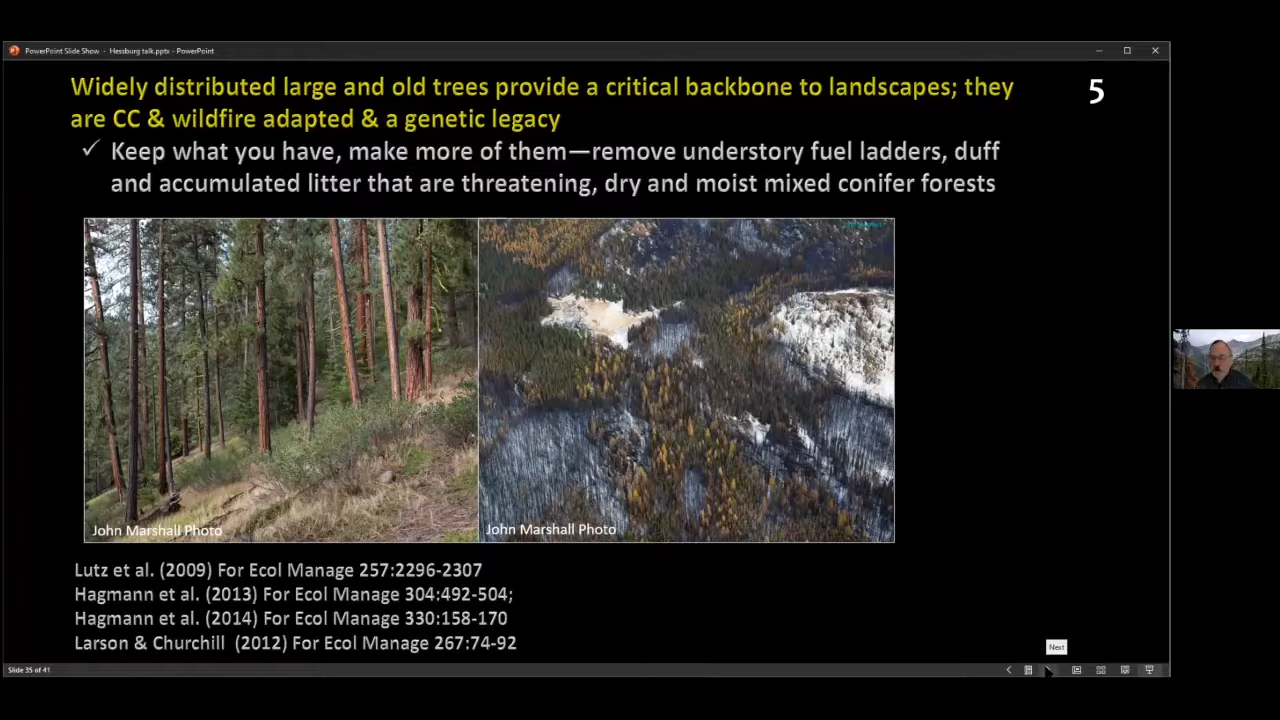 PowerPoint Slide Show - Hessburg talk.pptx - PowerPoint
Widely distributed large and old trees provide a critical backbone to landscapes; they
are CC & wildfire adapted & a genetic legacy
5
✓ Keep what you have, make more of them—remove understory fuel ladders, duff
and accumulated litter that are threatening, dry and moist mixed conifer forests
John Marshall Photo
John Marshall Photo
Lutz et al. (2009) For Ecol Manage 257:2296-2307
Hagmann et al. (2013) For Ecol Manage 304:492-504;
Hagmann et al. (2014) For Ecol Manage 330:158-170
Larson & Churchill (2012) For Ecol Manage 267:74-92
Next
Slide 35 of 41